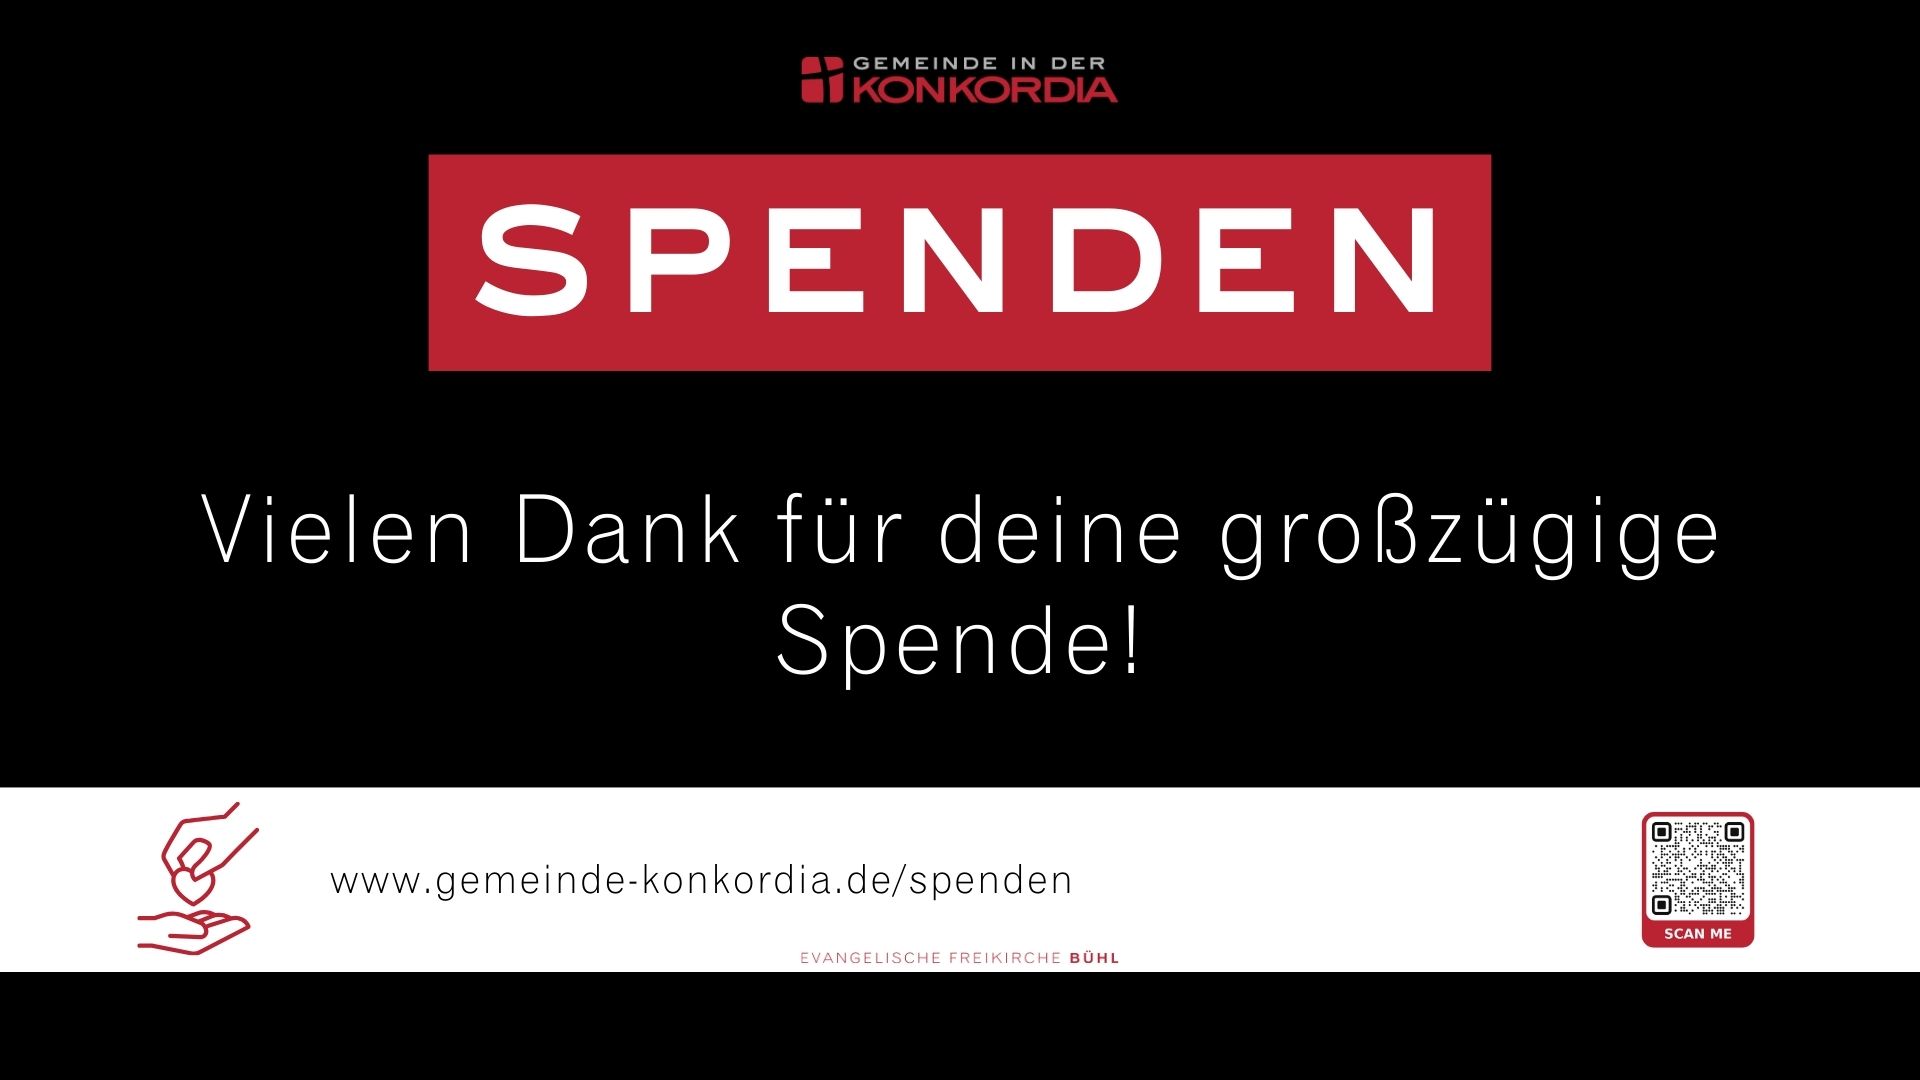 GEMEINDE IN DER
KONKORDIA
SPENDEN
Vielen Dank für deine großzügige
Spende!
www.gemeinde-konkordia.de/spenden
SCAN ME
EVANGELISCHE FREIKIRCHE BÜHL